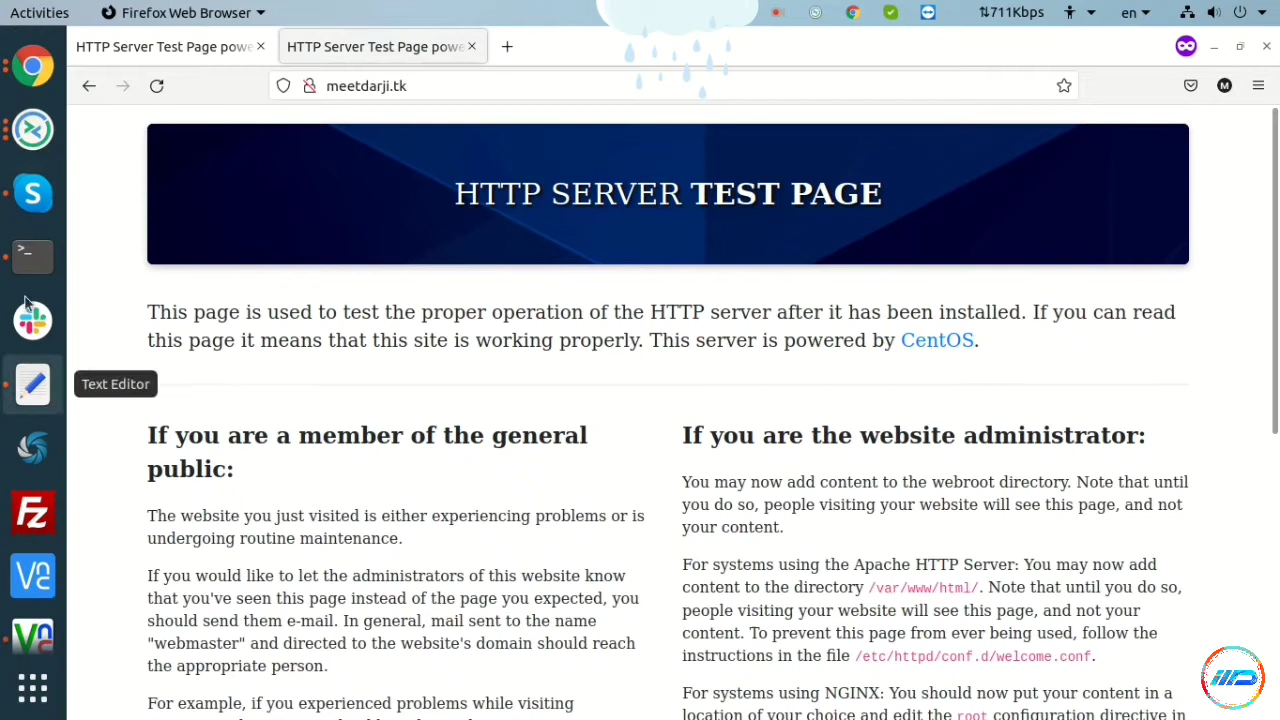 Activities
Firefox Web Browser
711Kbps
en
HTTP Server Test Page powe
HTTP Server Test Page powe
meetdarji.tk
M
HTTP SERVER TEST PAGE
This page is used to test the proper operation of the HTTP server after it has been installed. If you can read
this page it means that this site is working properly. This server is powered by CentOS.
Text Editor
If you are a member of the general
public:
The website you just visited is either experiencing problems or is
undergoing routine maintenance.
If you would like to let the administrators of this website know
that you've seen this page instead of the page you expected, you
should send them e-mail. In general, mail sent to the name
"webmaster" and directed to the website's domain should reach
the appropriate person.
For example, if you experienced problems while visiting
If you are the website administrator:
You may now add content to the webroot directory. Note that until
you do so, people visiting your website will see this page, and not
your content.
For systems using the Apache HTTP Server: You may now add
content to the directory /var/www/html/. Note that until you do so,
people visiting your website will see this page, and not your
content. To prevent this page from ever being used, follow the
instructions in the file /etc/httpd/conf.d/welcome.conf.
For systems using NGINX: You should now put your content in a
location of your choice and edit the root configuration directive in